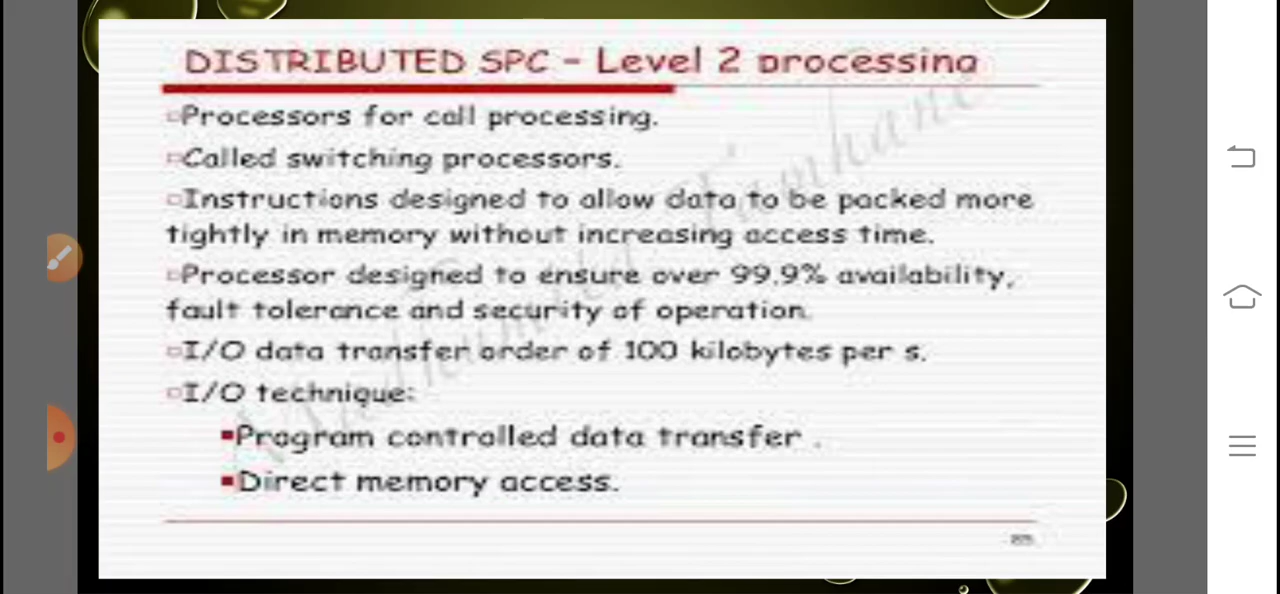 DISTRIBUTED SPC - Level 2 processing
Processors for call processing.
Called switching processors.
Instructions designed to allow data to be packed more
tightly in memory without increasing access time.
Processor designed to ensure over 99.9% availability,
fault tolerance and security of operation.
I/O data transfer order of 100 kilobytes per s.
I/O technique:
Program controlled data transfer .
Direct memory access.